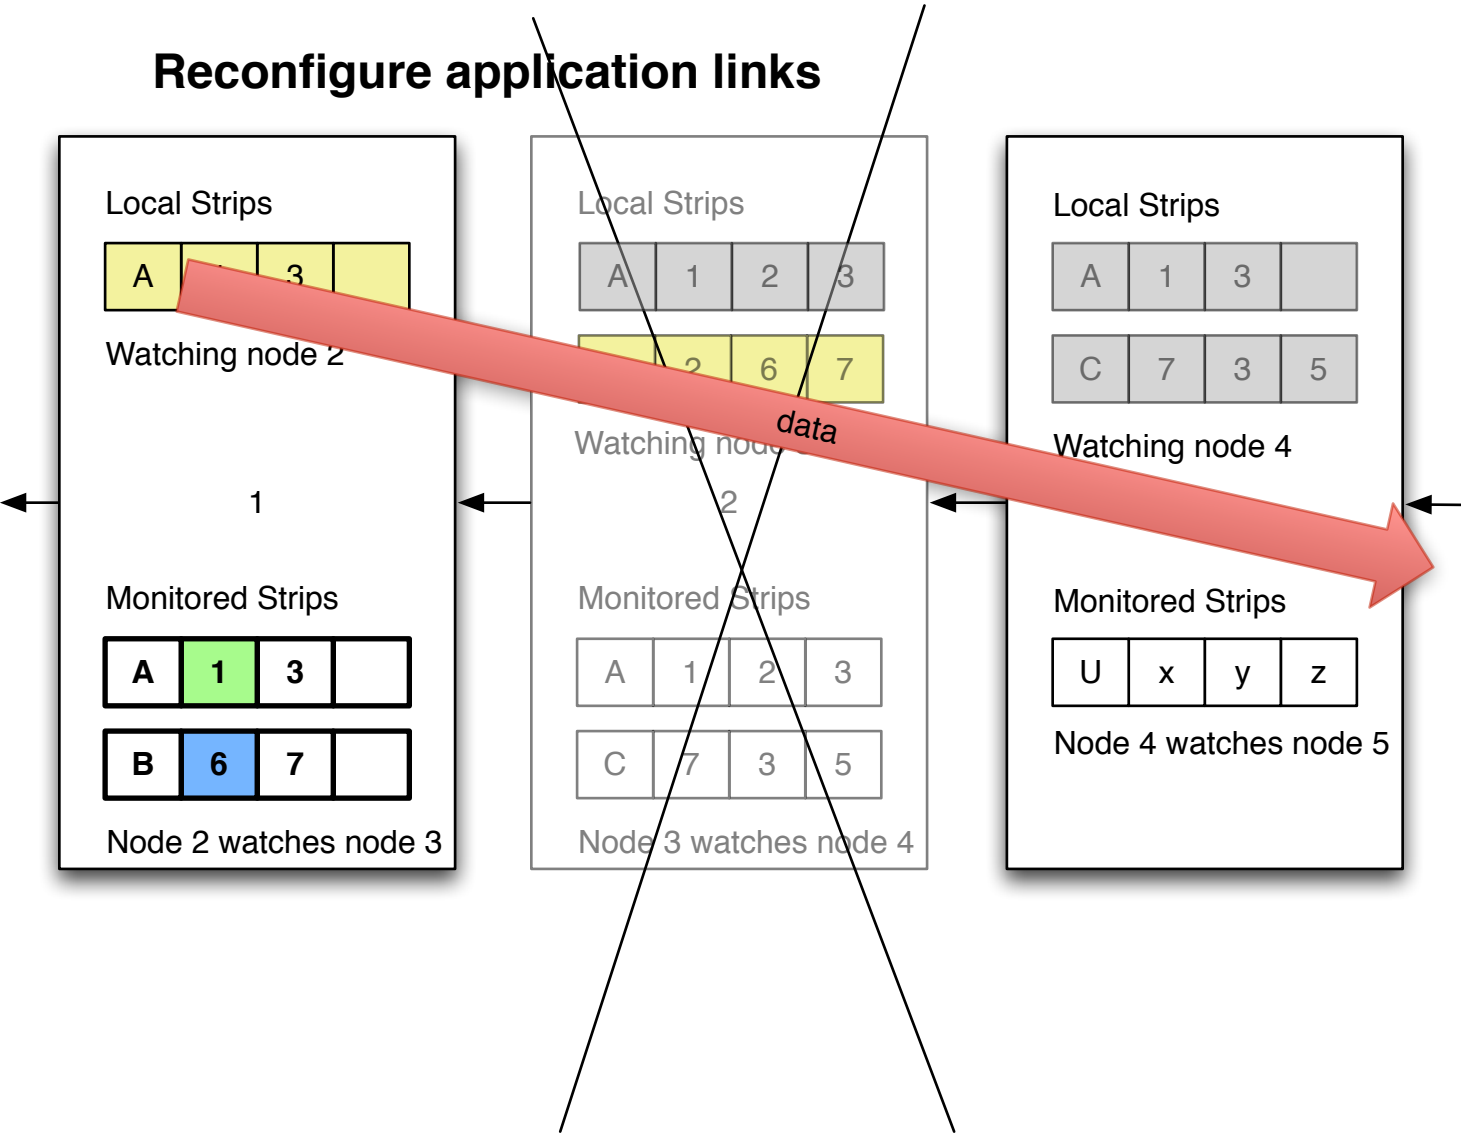 Reconfigure application links
Local Strips
A 3
Watching node 2
1
Monitored Strips
A 1 3
B 6 7
Node 2 watches node 3
Local Strips
A 1 2 3
2 6 7
Watching node
2
Monitored Strips
A 1 2 3
C 7 3 5
Node 3 watches node 4
data
Local Strips
A 1 3
C 7 3 5
Watching node 4
Monitored Strips
U x y z
Node 4 watches node 5